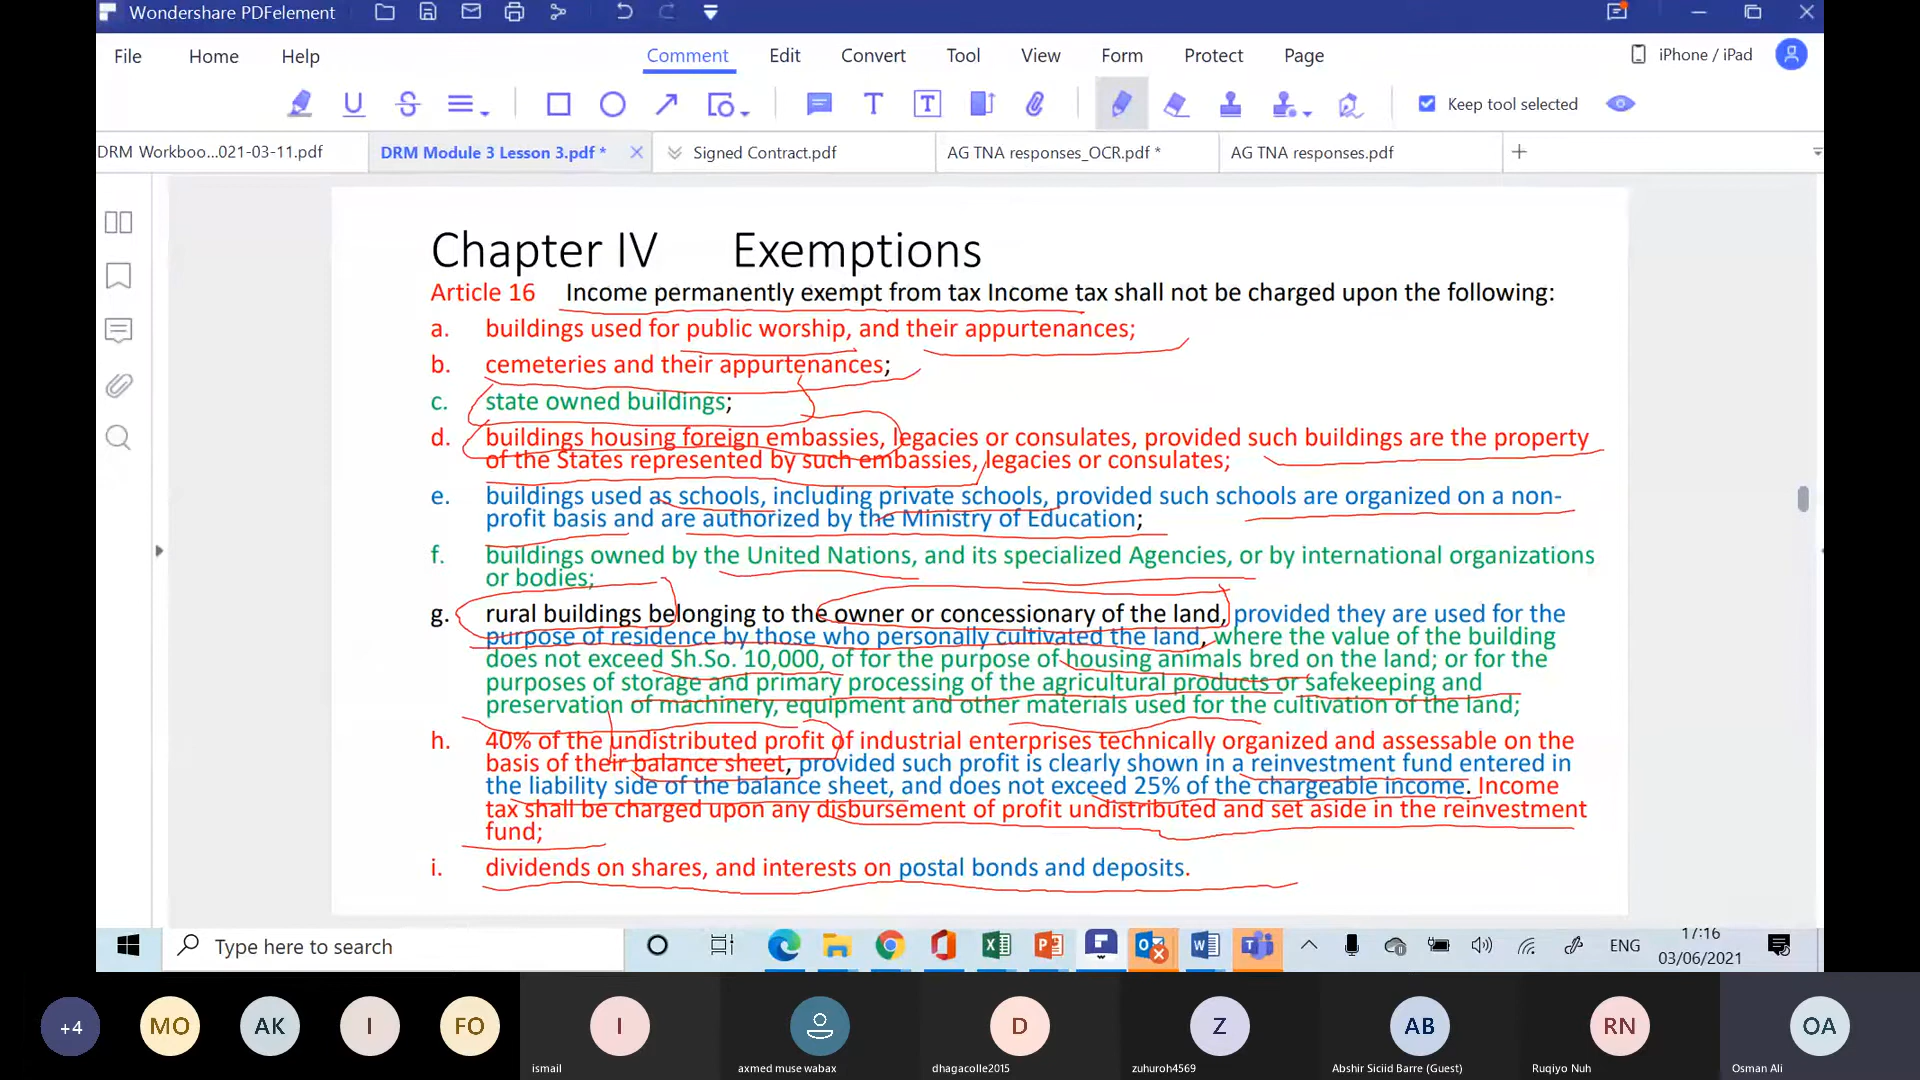 Wondershare PDFelement
File Home Help Comment Edit Convert Tool View Form Protect Page iPhone / iPad
Keep tool selected
DRM Workboo...021-03-11.pdf DRM Module 3 Lesson 3.pdf * Signed Contract.pdf AG TNA responses_OCR.pdf * AG TNA responses.pdf
Chapter IV Exemptions
Article 16 Income permanently exempt from tax Income tax shall not be charged upon the following:
a. buildings used for public worship, and their appurtenances;
b. cemeteries and their appurtenances;
c. state owned buildings;
d. buildings housing foreign embassies, legacies or consulates, provided such buildings are the property
of the States represented by such embassies, legacies or consulates;
e. buildings used as schools, including private schools, provided such schools are organized on a non-
profit basis and are authorized by the Ministry of Education;
f. buildings owned by the United Nations, and its specialized Agencies, or by international organizations
or bodies;
g. rural buildings belonging to the owner or concessionary of the land, provided they are used for the
purpose of residence by those who personally cultivated the land, where the value of the building
does not exceed Sh.So. 10,000, of for the purpose of housing animals bred on the land; or for the
purposes of storage and primary processing of the agricultural products or safekeeping and
preservation of machinery, equipment and other materials used for the cultivation of the land;
h. 40% of the undistributed profit of industrial enterprises technically organized and assessable on the
basis of their balance sheet, provided such profit is clearly shown in a reinvestment fund entered in
the liability side of the balance sheet, and does not exceed 25% of the chargeable income. Income
tax shall be charged upon any disbursement of profit undistributed and set aside in the reinvestment
fund;
i. dividends on shares, and interests on postal bonds and deposits.
Type here to search ENG 17:16
03/06/2021
+4 MO AK I FO I D Z AB RN OA
ismail axmed muse wabax dhagacolle2015 zuhuroh4569 Abshir Siciid Barre (Guest) Ruqiyo Nuh Osman Ali